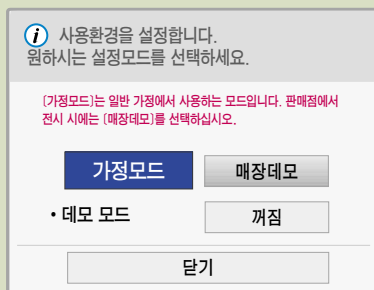 i 사용환경을 설정합니다.
원하시는 설정모드를 선택하세요.
[가정모드]는 일반 가정에서 사용하는 모드입니다. 판매점에서
전시 시에는 [매장데모]를 선택하십시오.
가정모드 매장데모
• 데모 모드 꺼짐
닫기